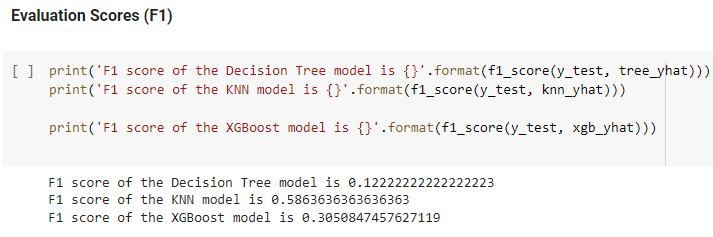 Evaluation Scores (F1)
[ ] print('F1 score of the Decision Tree model is {}'.format(f1_score(y_test, tree_yhat)))
print('F1 score of the KNN model is {}'.format(f1_score(y_test, knn_yhat)))
print('F1 score of the XGBoost model is {}'.format(f1_score(y_test, xgb_yhat)))
F1 score of the Decision Tree model is 0.12222222222222223
F1 score of the KNN model is 0.5863636363636363
F1 score of the XGBoost model is 0.3050847457627119